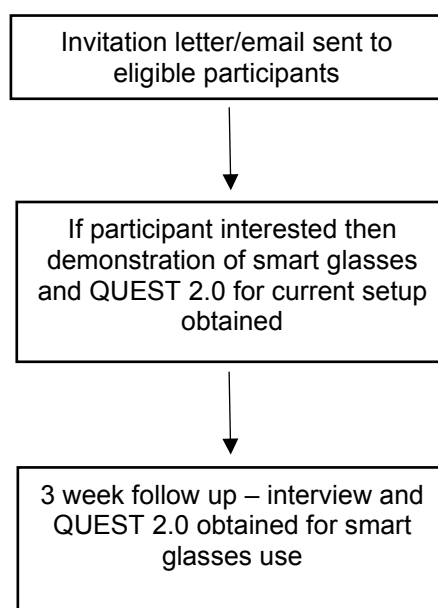 Invitation letter/email sent to
eligible participants
If participant interested then
demonstration of smart glasses
and QUEST 2.0 for current setup
obtained
3 week follow up – interview and
QUEST 2.0 obtained for smart
glasses use